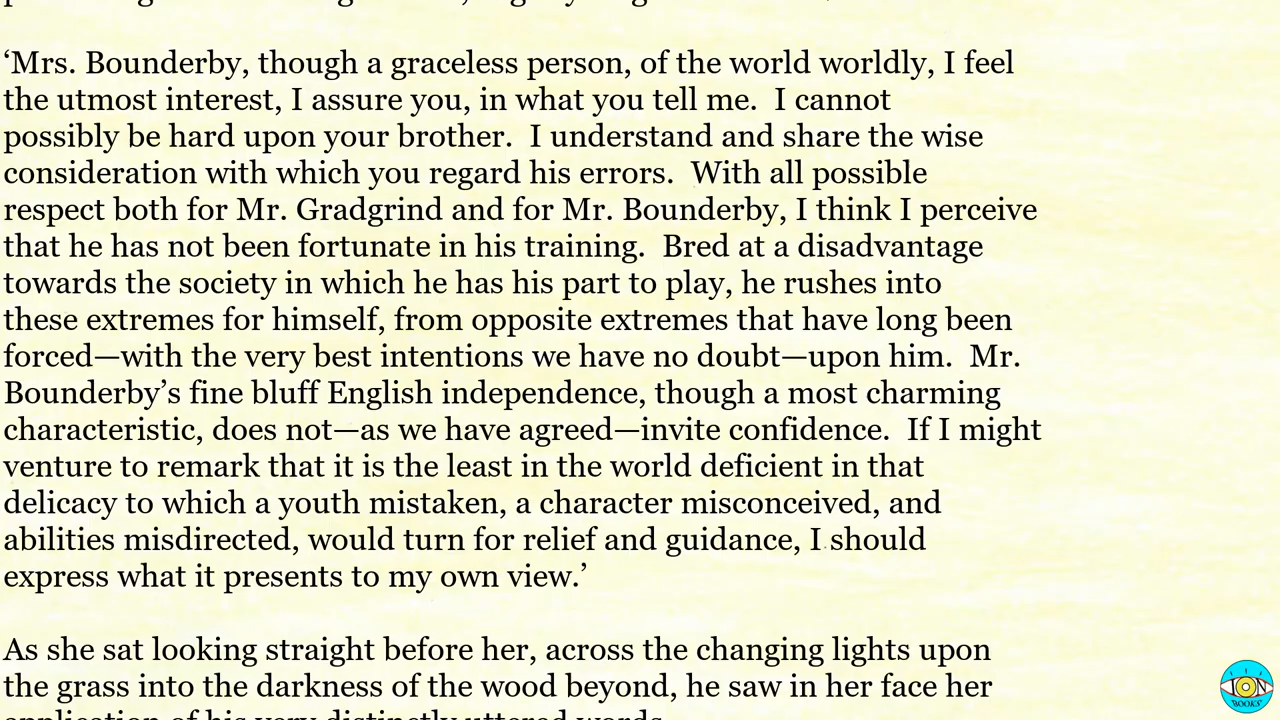 ‘Mrs. Bounderby, though a graceless person, of the world worldly, I feel
the utmost interest, I assure you, in what you tell me.  I cannot
possibly be hard upon your brother.  I understand and share the wise
consideration with which you regard his errors.  With all possible
respect both for Mr. Gradgrind and for Mr. Bounderby, I think I perceive
that he has not been fortunate in his training.  Bred at a disadvantage
towards the society in which he has his part to play, he rushes into
these extremes for himself, from opposite extremes that have long been
forced—with the very best intentions we have no doubt—upon him.  Mr.
Bounderby’s fine bluff English independence, though a most charming
characteristic, does not—as we have agreed—invite confidence.  If I might
venture to remark that it is the least in the world deficient in that
delicacy to which a youth mistaken, a character misconceived, and
abilities misdirected, would turn for relief and guidance, I should
express what it presents to my own view.’
As she sat looking straight before her, across the changing lights upon
the grass into the darkness of the wood beyond, he saw in her face her
application of his very distinctly uttered words.
ION
BOOKS